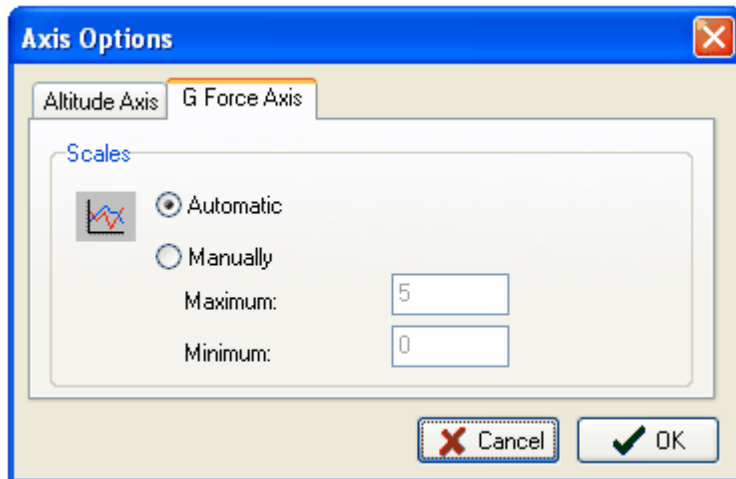 Axis Options
Altitude Axis G Force Axis
Scales
Automatic
Manually
Maximum: 5
Minimum: 0
Cancel OK